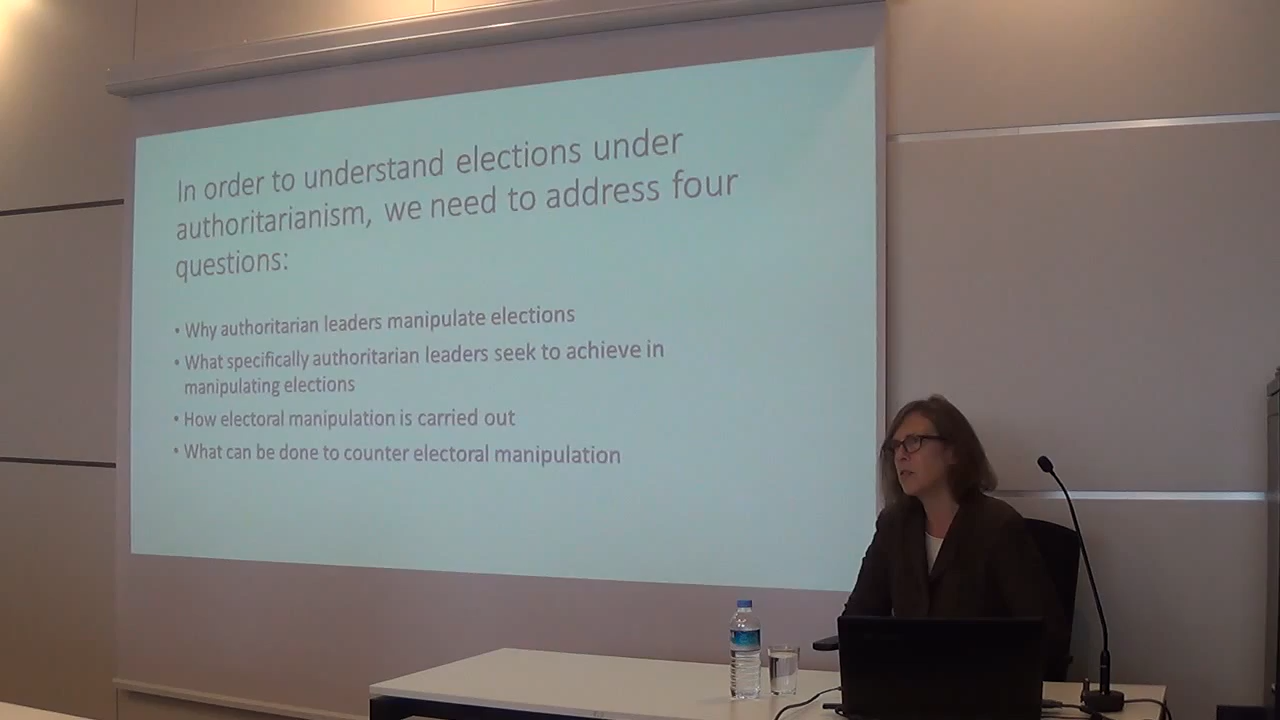 In order to understand elections under
authoritarianism, we need to address four
questions:
• Why authoritarian leaders manipulate elections
• What specifically authoritarian leaders seek to achieve in
manipulating elections
• How electoral manipulation is carried out
• What can be done to counter electoral manipulation